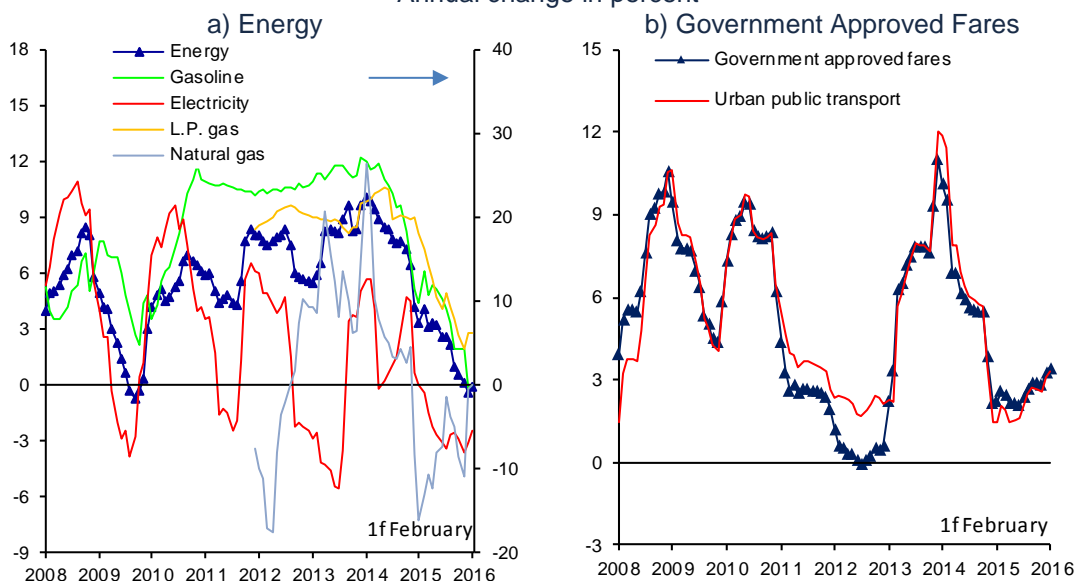 Annual change in percent
a) Energy
18
15
12
9
6
3
0
-3
-6
-9
40
30
20
10
0
-10
-20
Energy
Gasoline
Electricity
L.P. gas
Natural gas
1f February
2008 2009 2010 2011 2012 2013 2014 2015 2016
b) Government Approved Fares
15
12
9
6
3
0
-3
Government approved fares
Urban public transport
1f February
2008 2009 2010 2011 2012 2013 2014 2015 2016